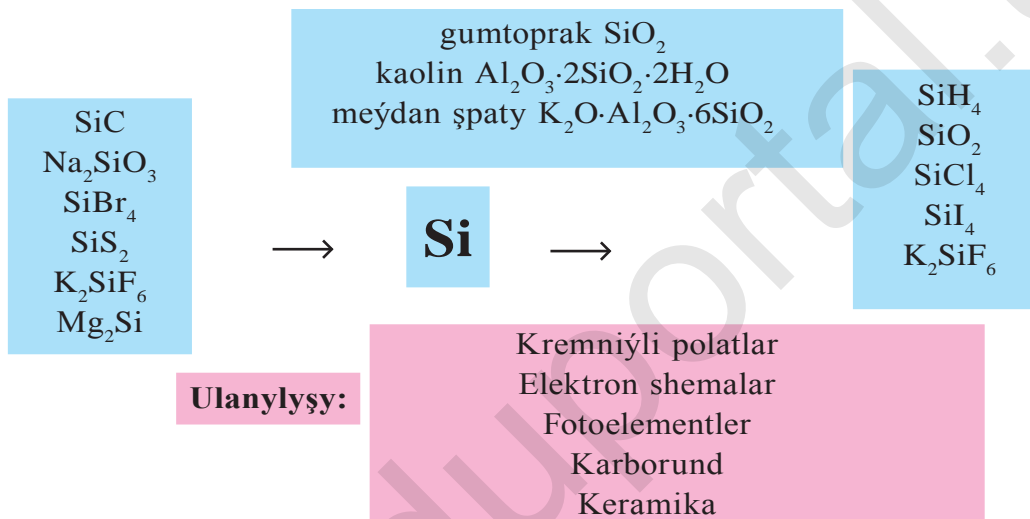 gumtoprak SiO₂
kaolin Al₂O₃·2SiO₂·2H₂O
meýdan şpaty K₂O·Al₂O₃·6SiO₂
SiC
Na₂SiO₃
SiBr₄
SiS₂
K₂SiF₆
Mg₂Si
→
Si
→
SiH₄
SiO₂
SiCl₄
SiI₄
K₂SiF₆
Ulanylyşy:
Kremniýli polatlar
Elektron shemalar
Fotoelementler
Karborund
Keramika
duportal.